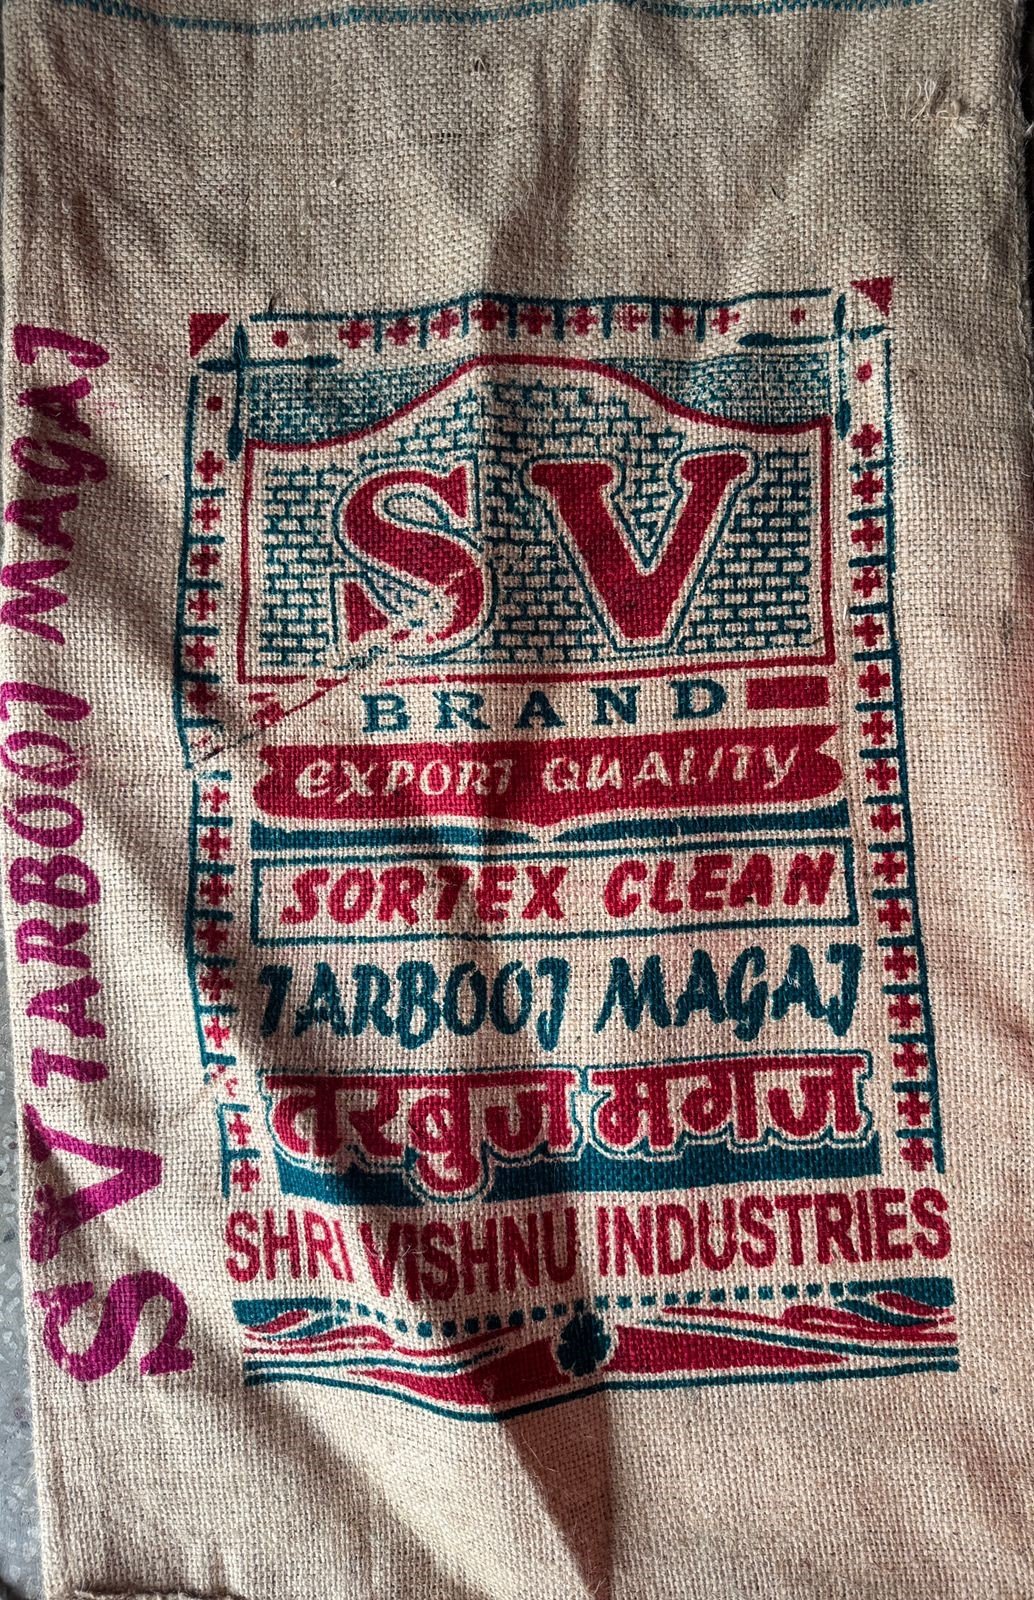 SV
BRAND
EXPORT QUALITY
SORTEX CLEAN
TARBOOJ MAGAJ
तरबुज मगज
SHRI VISHNU INDUSTRIES
SV TARBOOJ MAGAJ